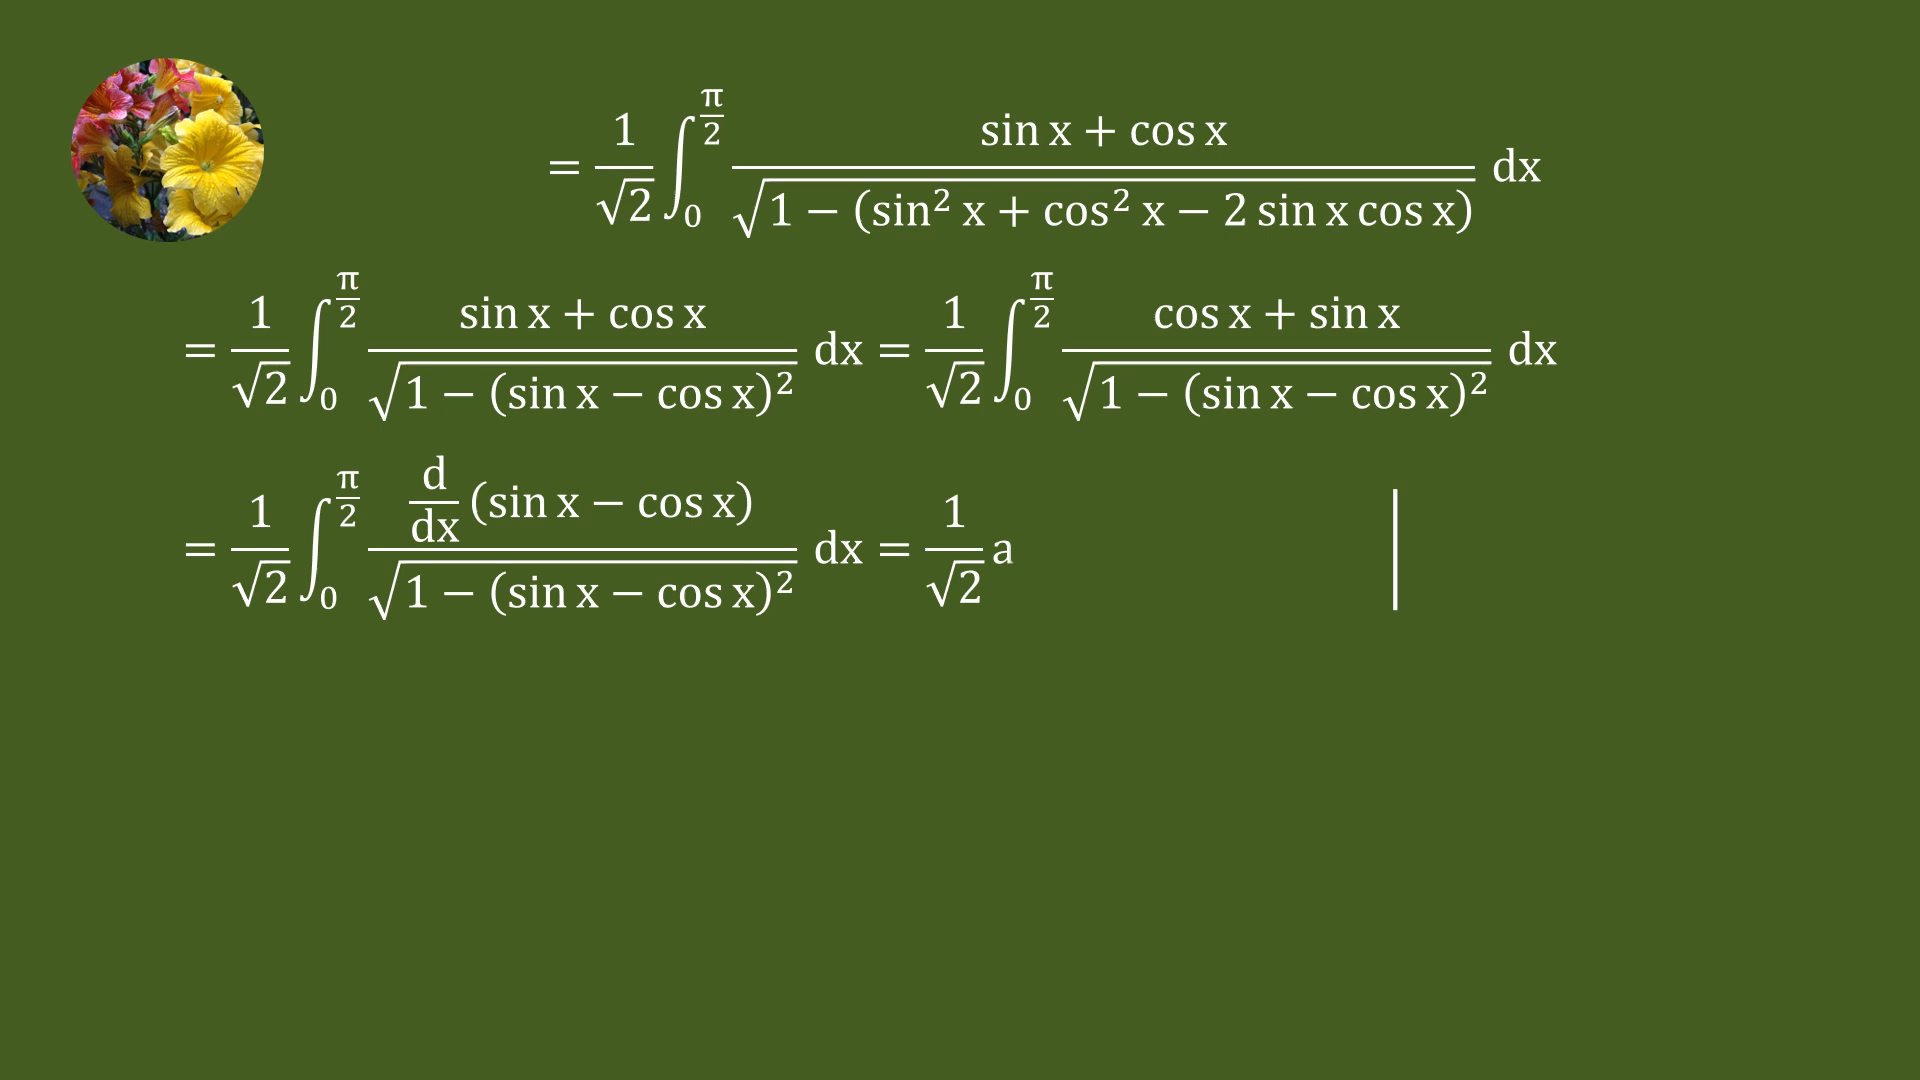 = 1/√2 ∫₀^(π/2) (sin x + cos x)/√(1 − (sin² x + cos² x − 2 sin x cos x)) dx
= 1/√2 ∫₀^(π/2) (sin x + cos x)/√(1 − (sin x − cos x)²) dx = 1/√2 ∫₀^(π/2) (cos x + sin x)/√(1 − (sin x − cos x)²) dx
= 1/√2 ∫₀^(π/2) (d/dx (sin x − cos x))/√(1 − (sin x − cos x)²) dx = 1/√2 a |